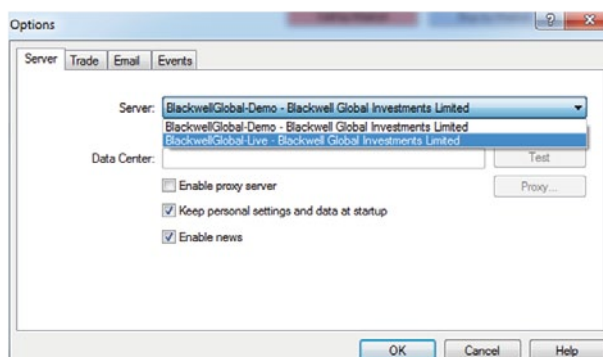 Options
Server Trade Email Events
Server: BlackwellGlobal-Demo - Blackwell Global Investments Limited
BlackwellGlobal-Demo - Blackwell Global Investments Limited
BlackwellGlobal-Live - Blackwell Global Investments Limited
Data Center: Test
Enable proxy server Proxy...
Keep personal settings and data at startup
Enable news
OK Cancel Help